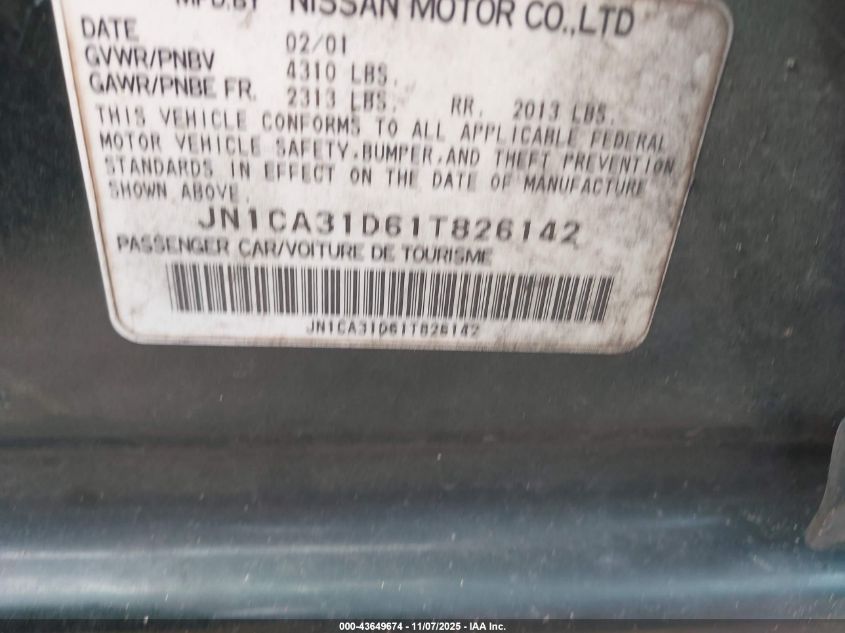 MFD.BY NISSAN MOTOR CO.,LTD
DATE 02/01
GVWR/PNBV 4310 LBS.
GAWR/PNBE FR. 2313 LBS. RR. 2013 LBS.
THIS VEHICLE CONFORMS TO ALL APPLICABLE FEDERAL
MOTOR VEHICLE SAFETY,BUMPER,AND THEFT PREVENTION
STANDARDS IN EFFECT ON THE DATE OF MANUFACTURE
SHOWN ABOVE.
JN1CA31D61T826142
PASSENGER CAR/VOITURE DE TOURISME
JN1CA31D61T826142
000-43649674 - 11/07/2025 - IAA Inc.